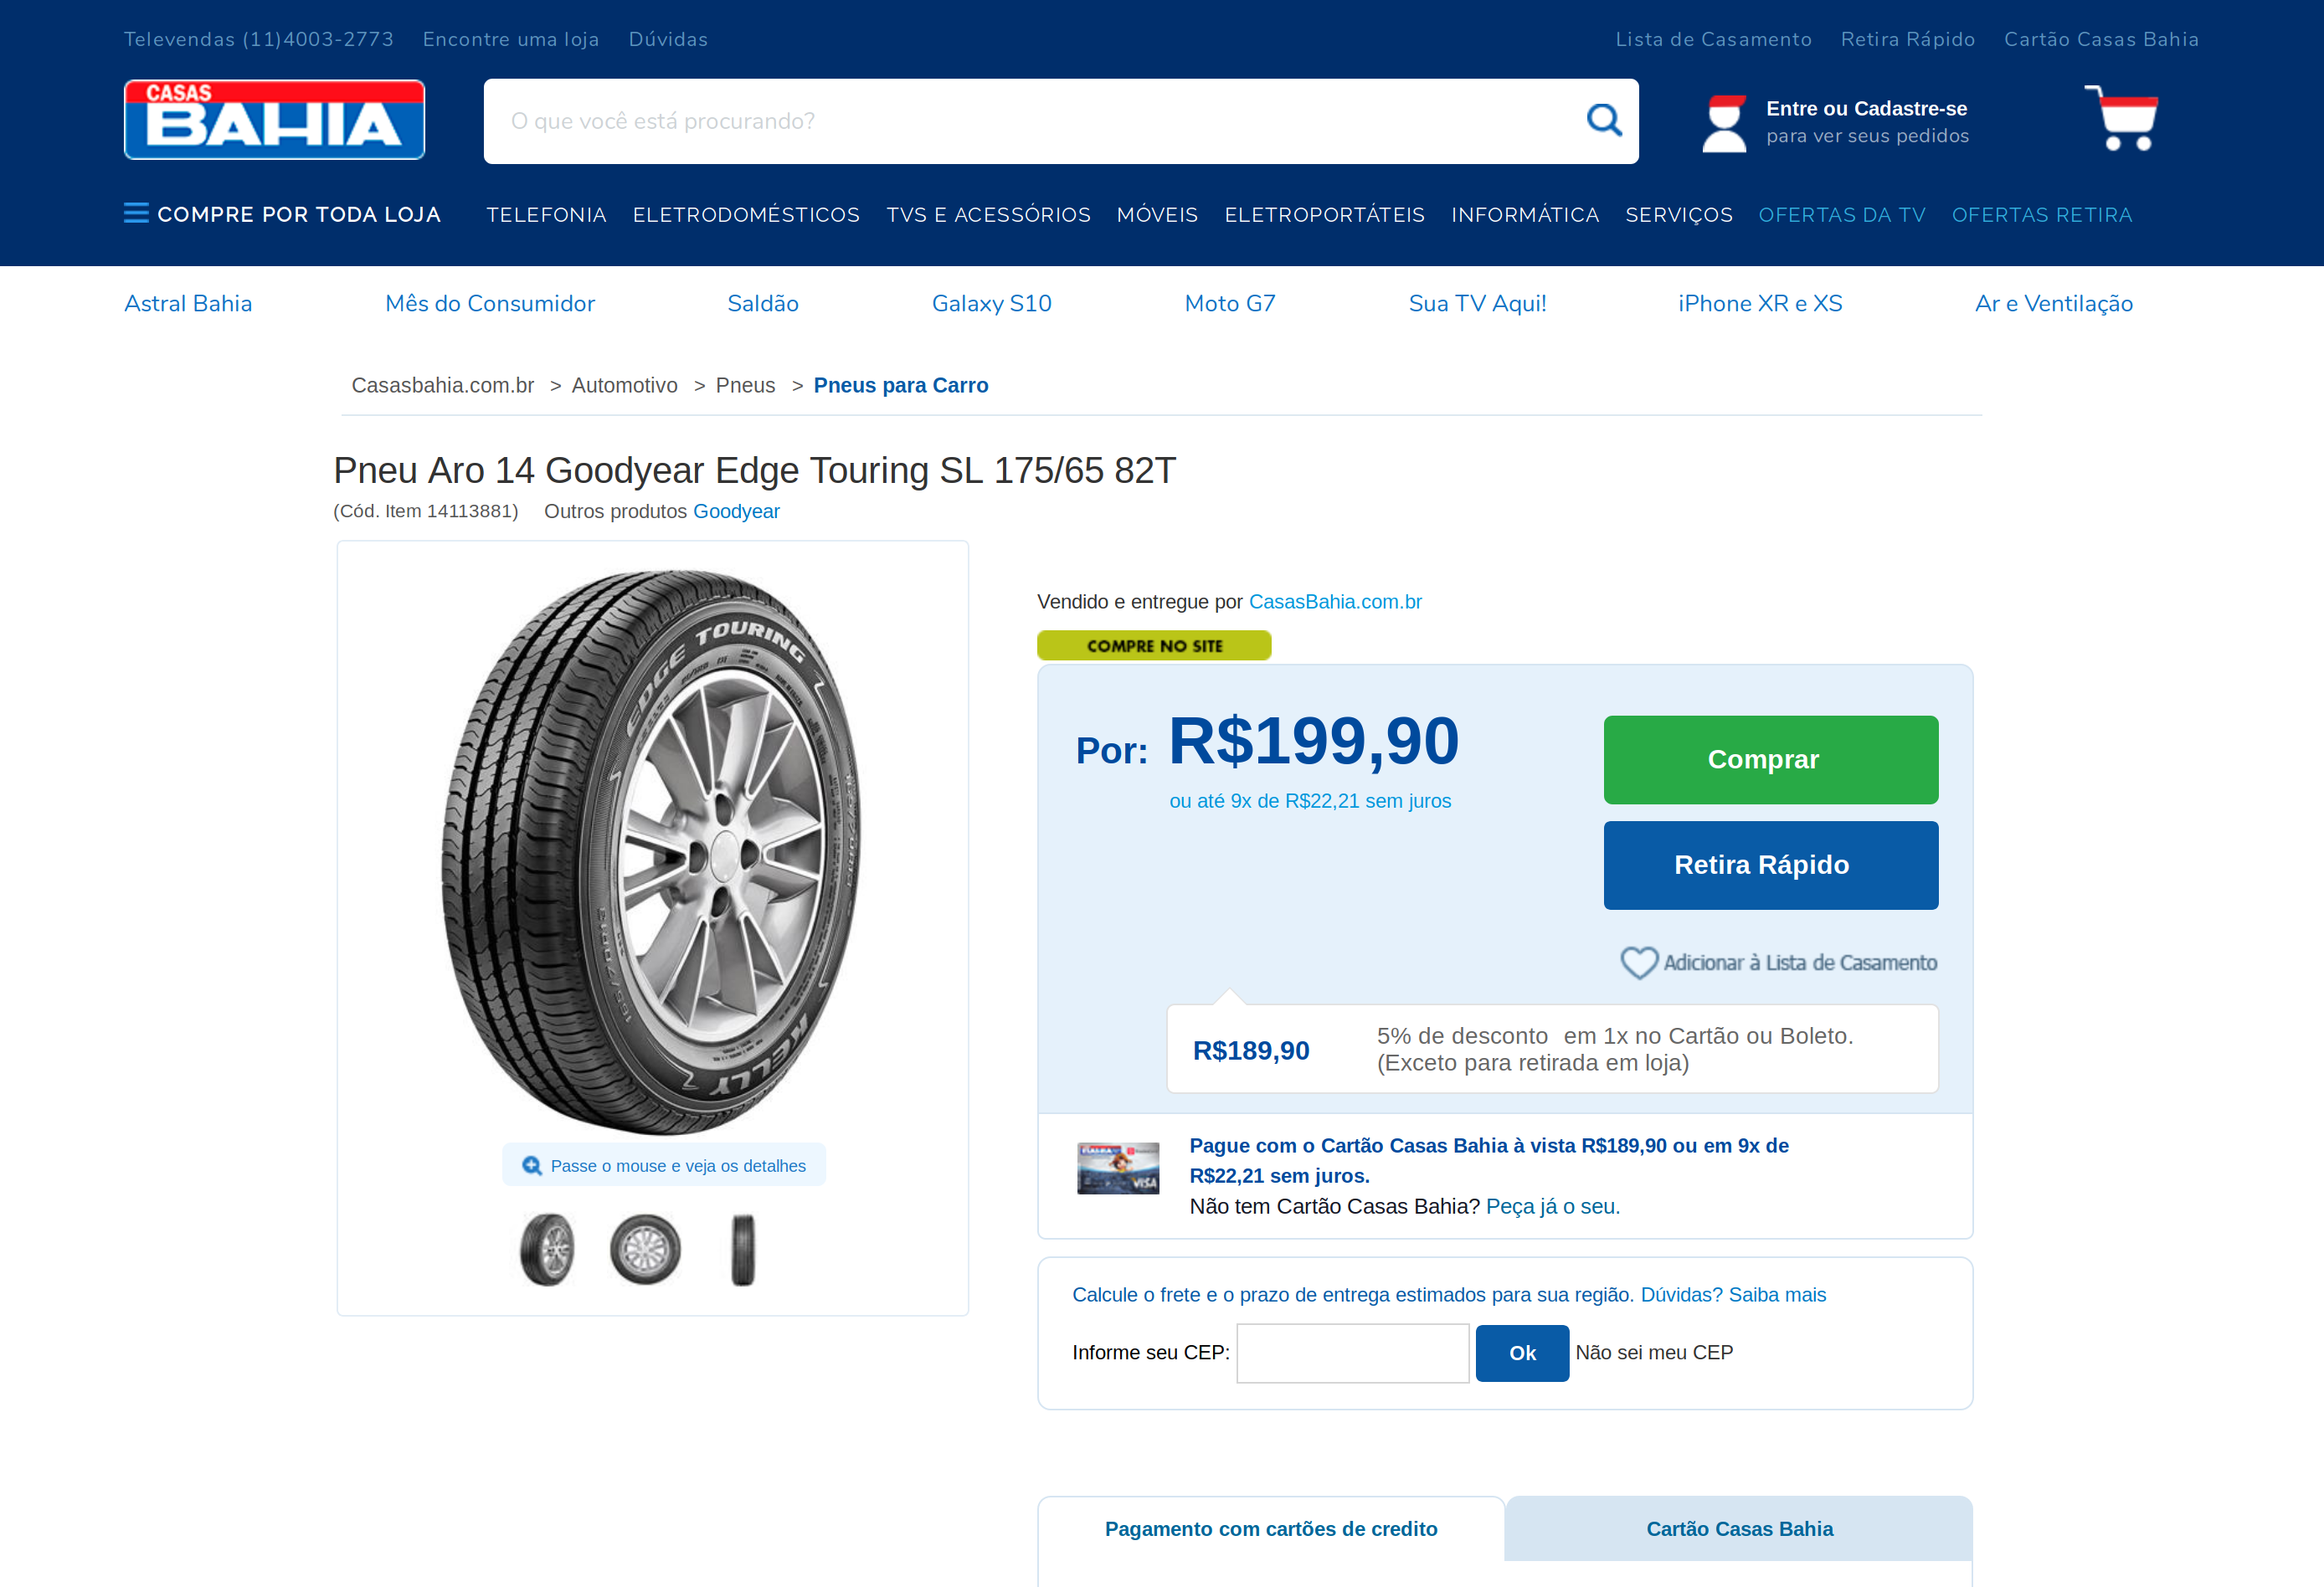 Televendas (11)4003-2773 Encontre uma loja Dúvidas Lista de Casamento Retira Rápido Cartão Casas Bahia
CASAS
BAHIA
O que você está procurando?
Entre ou Cadastre-se
para ver seus pedidos
COMPRE POR TODA LOJA TELEFONIA ELETRODOMÉSTICOS TVS E ACESSÓRIOS MÓVEIS ELETROPORTÁTEIS INFORMÁTICA SERVIÇOS OFERTAS DA TV OFERTAS RETIRA
Astral Bahia Mês do Consumidor Saldão Galaxy S10 Moto G7 Sua TV Aqui! iPhone XR e XS Ar e Ventilação
Casasbahia.com.br > Automotivo > Pneus > Pneus para Carro
Pneu Aro 14 Goodyear Edge Touring SL 175/65 82T
(Cód. Item 14113881) Outros produtos Goodyear
EDGE TOURING
KELLY
Passe o mouse e veja os detalhes
Vendido e entregue por CasasBahia.com.br
COMPRE NO SITE
Por: R$199,90
ou até 9x de R$22,21 sem juros
Comprar
Retira Rápido
Adicionar à Lista de Casamento
R$189,90
5% de desconto em 1x no Cartão ou Boleto.
(Exceto para retirada em loja)
BAHIA
VISA
Pague com o Cartão Casas Bahia à vista R$189,90 ou em 9x de
R$22,21 sem juros.
Não tem Cartão Casas Bahia? Peça já o seu.
Calcule o frete e o prazo de entrega estimados para sua região. Dúvidas? Saiba mais
Informe seu CEP: Ok Não sei meu CEP
Pagamento com cartões de credito Cartão Casas Bahia